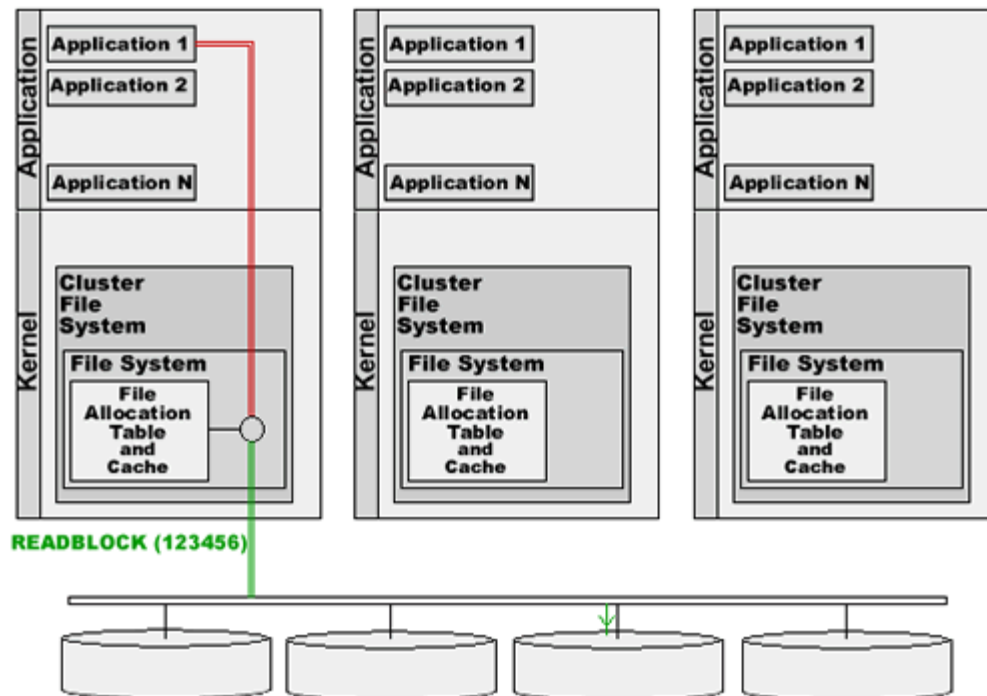 Application
Application 1
Application 2
Application N
Kernel
Cluster
File
System
File System
File
Allocation
Table
and
Cache
Application
Application 1
Application 2
Application N
Kernel
Cluster
File
System
File System
File
Allocation
Table
and
Cache
Application
Application 1
Application 2
Application N
Kernel
Cluster
File
System
File System
File
Allocation
Table
and
Cache
READBLOCK (123456)